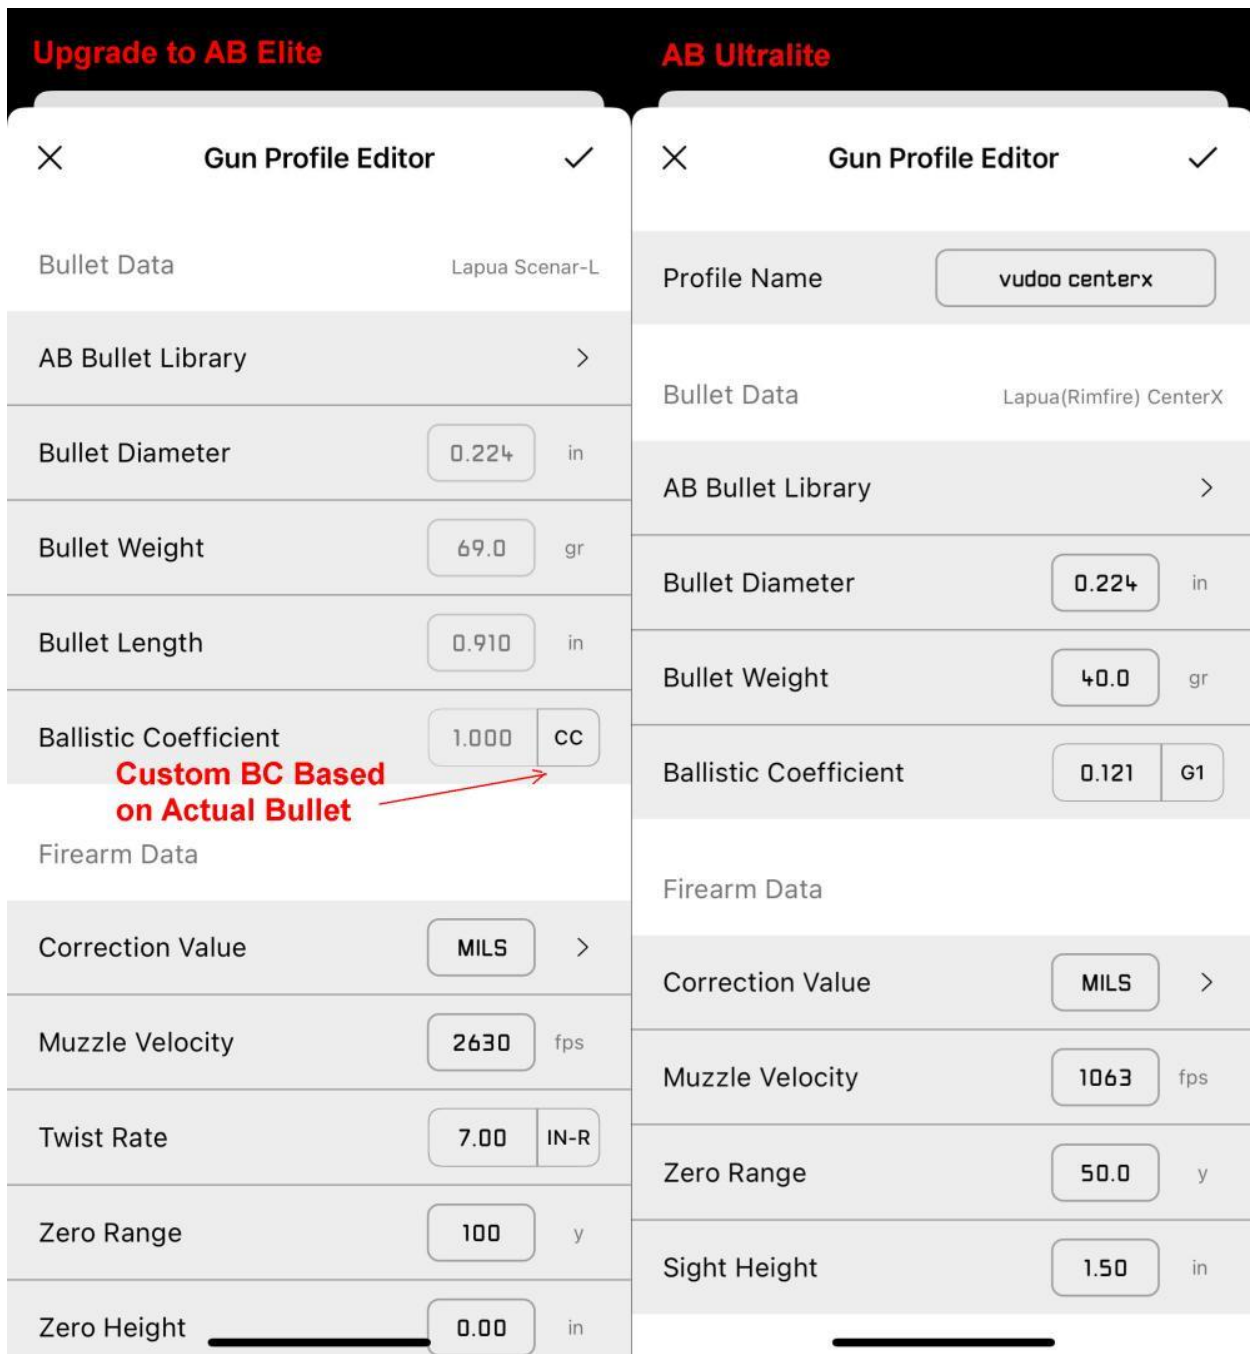 Upgrade to AB Elite
Gun Profile Editor
Bullet Data Lapua Scenar-L
AB Bullet Library
Bullet Diameter 0.224 in
Bullet Weight 69.0 gr
Bullet Length 0.910 in
Ballistic Coefficient 1.000 CC
Custom BC Based
on Actual Bullet
Firearm Data
Correction Value MILS
Muzzle Velocity 2630 fps
Twist Rate 7.00 IN-R
Zero Range 100 y
Zero Height 0.00 in
AB Ultralite
Gun Profile Editor
Profile Name vudoo centerx
Bullet Data Lapua(Rimfire) CenterX
AB Bullet Library
Bullet Diameter 0.224 in
Bullet Weight 40.0 gr
Ballistic Coefficient 0.121 G1
Firearm Data
Correction Value MILS
Muzzle Velocity 1063 fps
Zero Range 50.0 y
Sight Height 1.50 in